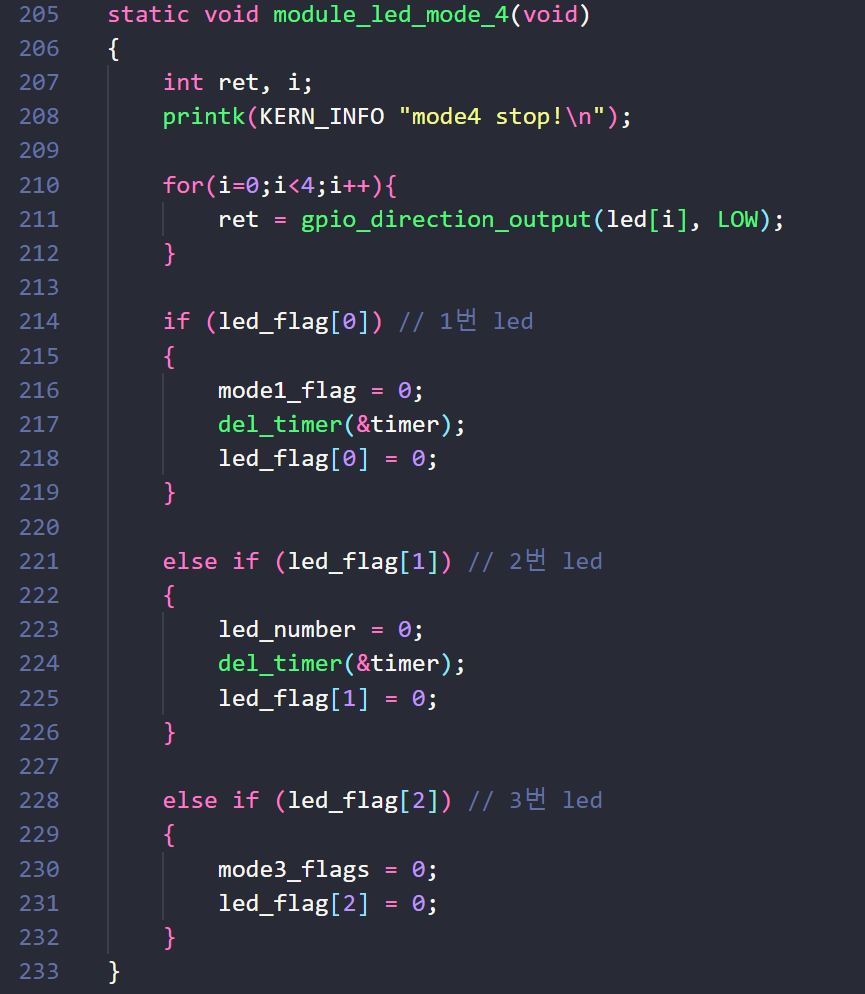 205 static void module_led_mode_4(void)
206 {
207     int ret, i;
208     printk(KERN_INFO "mode4 stop!\n");
209
210     for(i=0;i<4;i++){
211         ret = gpio_direction_output(led[i], LOW);
212     }
213
214     if (led_flag[0]) // 1번 led
215     {
216         mode1_flag = 0;
217         del_timer(&timer);
218         led_flag[0] = 0;
219     }
220
221     else if (led_flag[1]) // 2번 led
222     {
223         led_number = 0;
224         del_timer(&timer);
225         led_flag[1] = 0;
226     }
227
228     else if (led_flag[2]) // 3번 led
229     {
230         mode3_flags = 0;
231         led_flag[2] = 0;
232     }
233 }